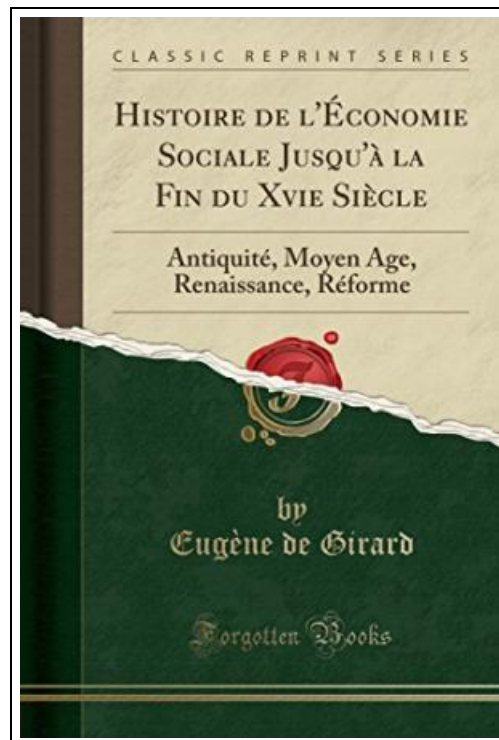 CLASSIC REPRINT SERIES
HISTOIRE DE L'ÉCONOMIE
SOCIALE JUSQU'À LA
FIN DU XVIE SIÈCLE
Antiquité, Moyen Age,
Renaissance, Réforme
by
Eugène de Girard
Forgotten Books